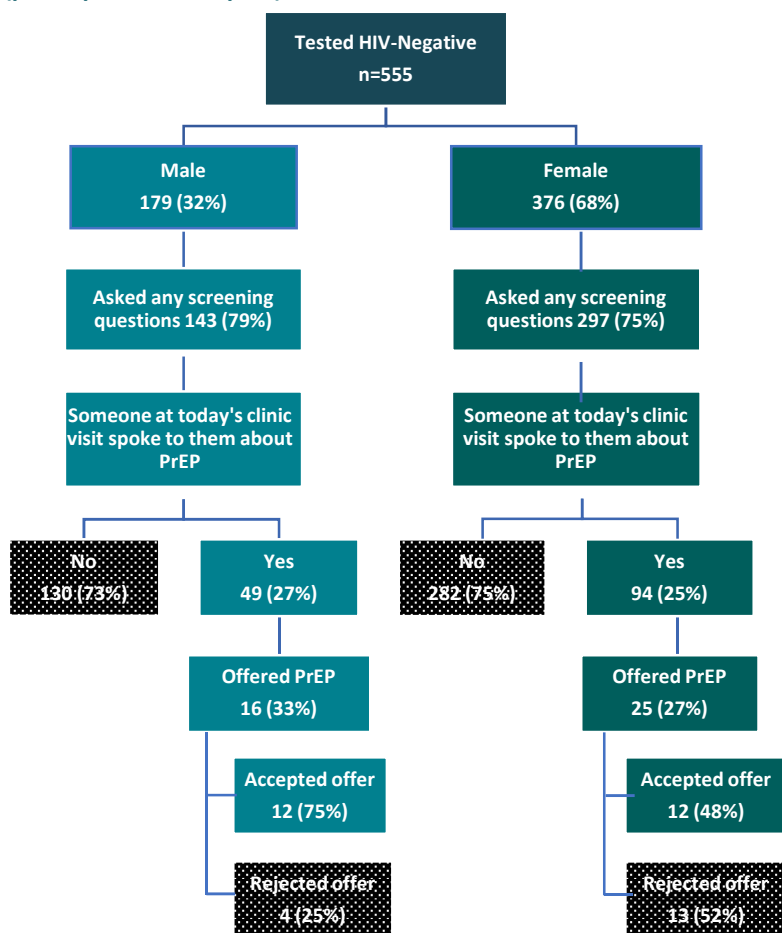 Tested HIV-Negative
n=555
Male
179 (32%)
Female
376 (68%)
Asked any screening
questions 143 (79%)
Asked any screening
questions 297 (75%)
Someone at today's clinic
visit spoke to them about
PrEP
Someone at today's clinic
visit spoke to them about
PrEP
No
130 (73%)
Yes
49 (27%)
No
282 (75%)
Yes
94 (25%)
Offered PrEP
16 (33%)
Offered PrEP
25 (27%)
Accepted offer
12 (75%)
Accepted offer
12 (48%)
Rejected offer
4 (25%)
Rejected offer
13 (52%)